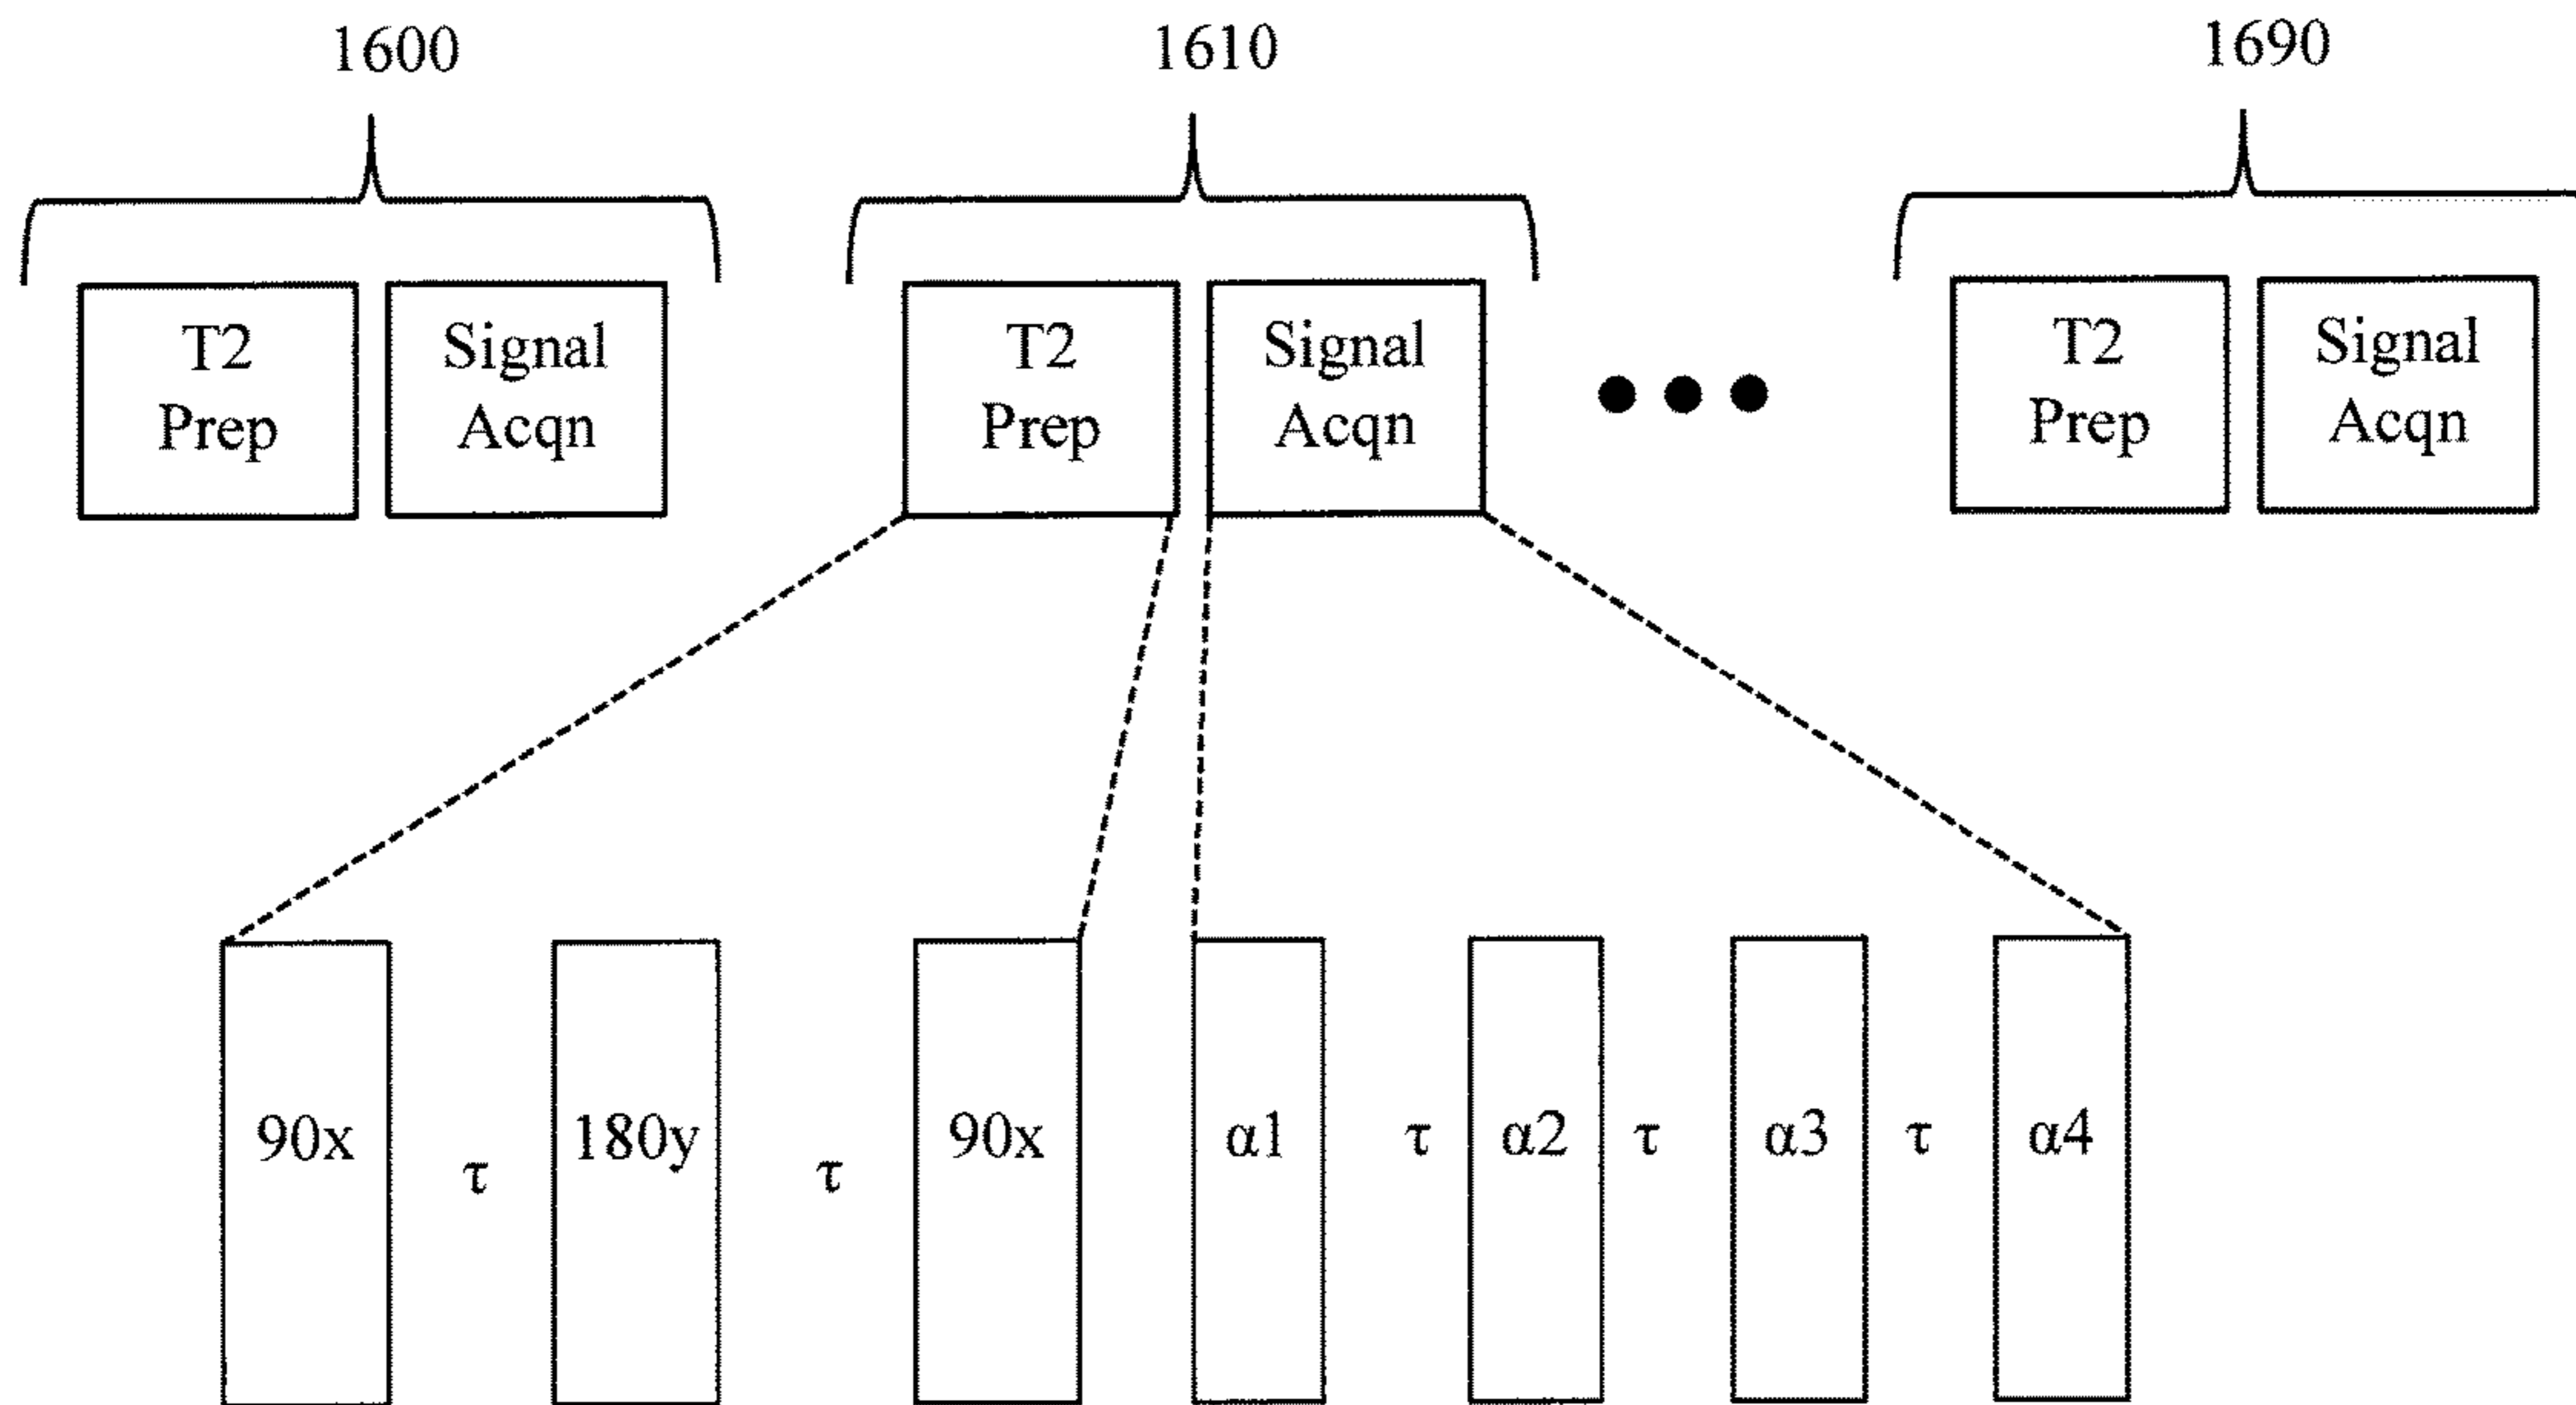 1600 1610 1690
T2 Signal T2 Signal T2 Signal
Prep Acqn Prep Acqn Prep Acqn
90x τ 180y τ 90x α1 τ α2 τ α3 τ α4